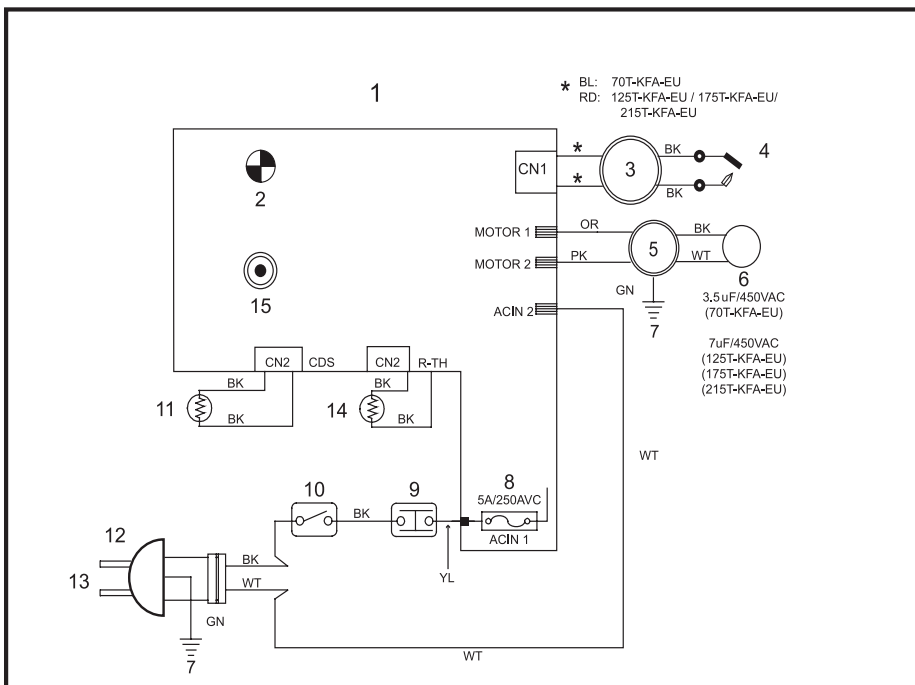 * BL: 70T-KFA-EU
RD: 125T-KFA-EU / 175T-KFA-EU/
215T-KFA-EU
1
2
15
CN1
*
*
3
BK
BK
4
MOTOR 1
OR
MOTOR 2
PK
5
BK
WT
6
GN
7
3.5 uF/450VAC
(70T-KFA-EU)
7uF/450VAC
(125T-KFA-EU)
(175T-KFA-EU)
(215T-KFA-EU)
ACIN 2
CN2 CDS
CN2 R-TH
BK
BK
11
BK
BK
14
WT
10
BK
9
8
5A/250AVC
ACIN 1
YL
12
13
BK
WT
GN
7
WT